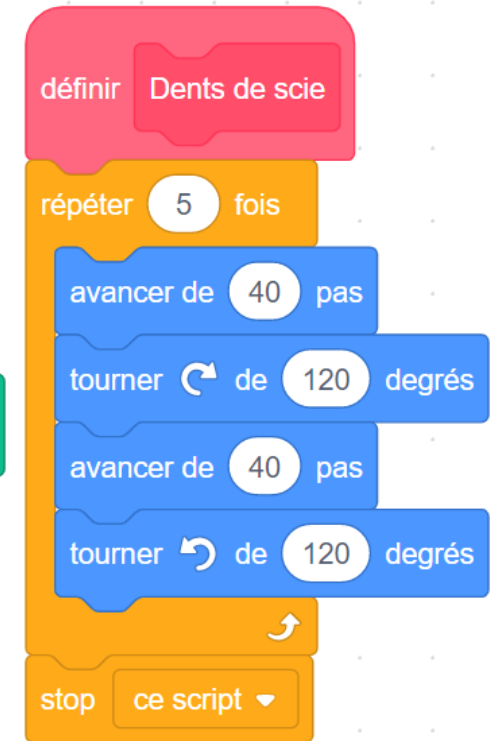 définir Dents de scie
répéter 5 fois
avancer de 40 pas
tourner de 120 degrés
avancer de 40 pas
tourner de 120 degrés
stop ce script